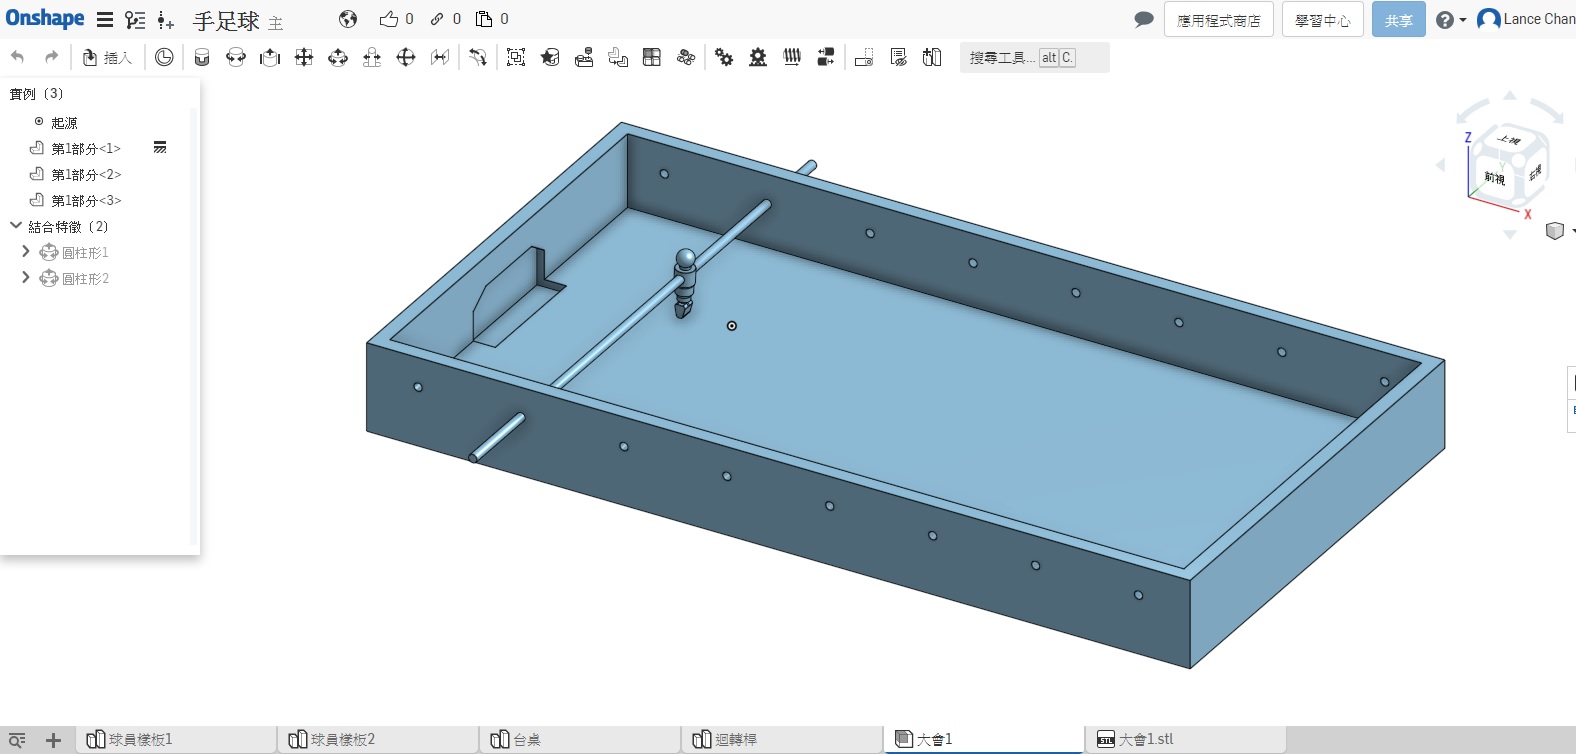 Onshape 手足球 主 0 0 0 應用程式商店 學習中心 共享 ? Lance Chan
插入 搜尋工具... alt C.
實例 (3)
起源
第1部分<1>
第1部分<2>
第1部分<3>
結合特徵 (2)
圓柱形1
圓柱形2
上視
前視
右視
Z
Y
X
球員樣板1 球員樣板2 台桌 迴轉桿 大會1 STL 大會1.stl